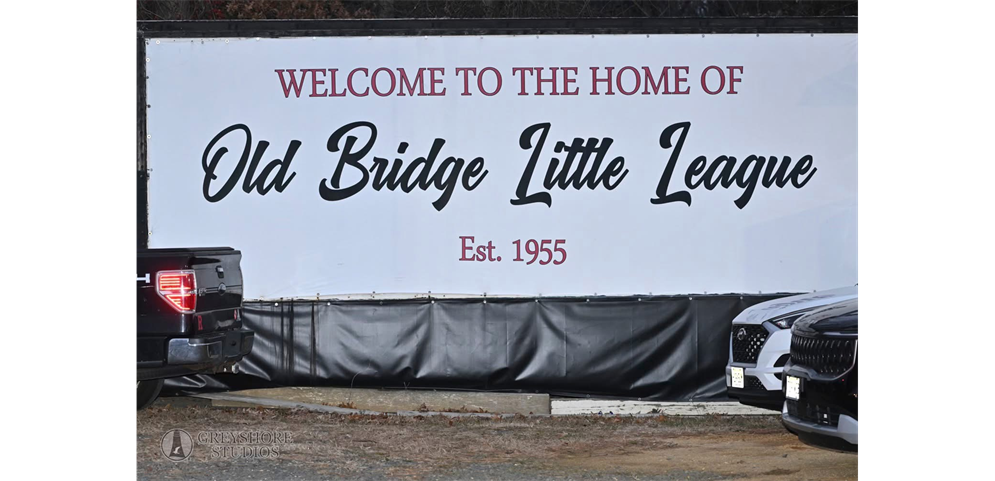 WELCOME TO THE HOME OF
Old Bridge Little League
Est. 1955
GREYSHORE
STUDIOS